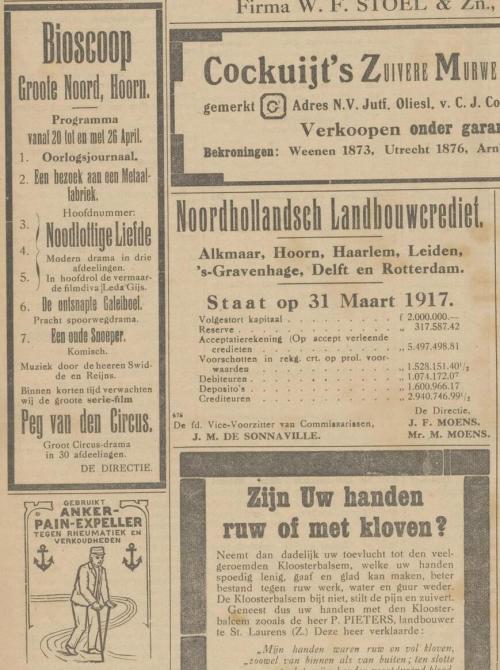 Firma W. F. STOEL & Zn.,
Bioscoop
Groote Noord, Hoorn.
Programma
vanaf 20 tot en met 26 April.
1. Oorlogsjournaal.
2. Een bezoek aan een Metaal-
fabriek.
Hoofdnummer:
3.
Noodlottige Liefde
4.
Modern drama in drie
afdeelingen.
5. In hoofdrol de vermaar-
de filmdiva Leda Gijs.
6. De ontsnapte Galeiboef.
Pracht spoorwegdrama.
7. Een oude Snoeper.
Komisch.
Muziek door de heeren Swid-
de en Reijns.
Binnen korten tijd verwachten
wij de groote serie-film
Peg van den Circus.
Groot Circus-drama
in 30 afdeelingen.
DE DIRECTIE.
GEBRUIKT
ANKER-
PAIN-EXPELLER
TEGEN RHEUMATIEK EN
VERKOUDHEDEN
Cockuijt's ZUIVERE MURWE
gemerkt C Adres N.V. Jutf. Oliesl. v. C. J. Co
Verkoopen onder garan
Bekroningen: Weenen 1873, Utrecht 1876, Arn
Noordhollandsch Landbouwcrediet.
Alkmaar, Hoorn, Haarlem, Leiden,
's-Gravenhage, Delft en Rotterdam.
Staat op 31 Maart 1917.
Volgestort kapitaal . . . . . . . . f 2.000.000.—
Reserve . . . . . . . . „ 317.587.42
Acceptatierekening (Op accept verleende
credieten . . . . . . . . „ 5.497.498.81
Voorschotten in rekg. crt. op prol. voor-
waarden . . . . . . . . „ 1.528.151.40½
Debiteuren . . . . . . . . „ 1.074.172.07
Deposito's . . . . . . . . „ 1.600.966.17
Crediteuren . . . . . . . . „ 2.940.746.99½
676
De Directie,
De fd. Vice-Voorzitter van Commissarissen,
J. F. MOENS.
J. M. DE SONNAVILLE.
Mr. M. MOENS.
Zijn Uw handen
ruw of met kloven?
Neemt dan dadelijk uw toevlucht tot den veel-
geroemden Kloosterbalsem, welke uw handen
spoedig lenig, gaaf en glad kan maken, beter
bestand tegen ruw werk, water en guur weder.
De Kloosterbalsem bijt niet, stilt de pijn en zuivert.
Geneest dus uw handen met den Klooster-
balsem zooals de heer P. PIETERS, landbouwer
te St. Laurens (Z.) Deze heer verklaarde:
„Mijn handen waren ruw en vol kloven,
„zoowel van binnen als van buiten; ten slotte